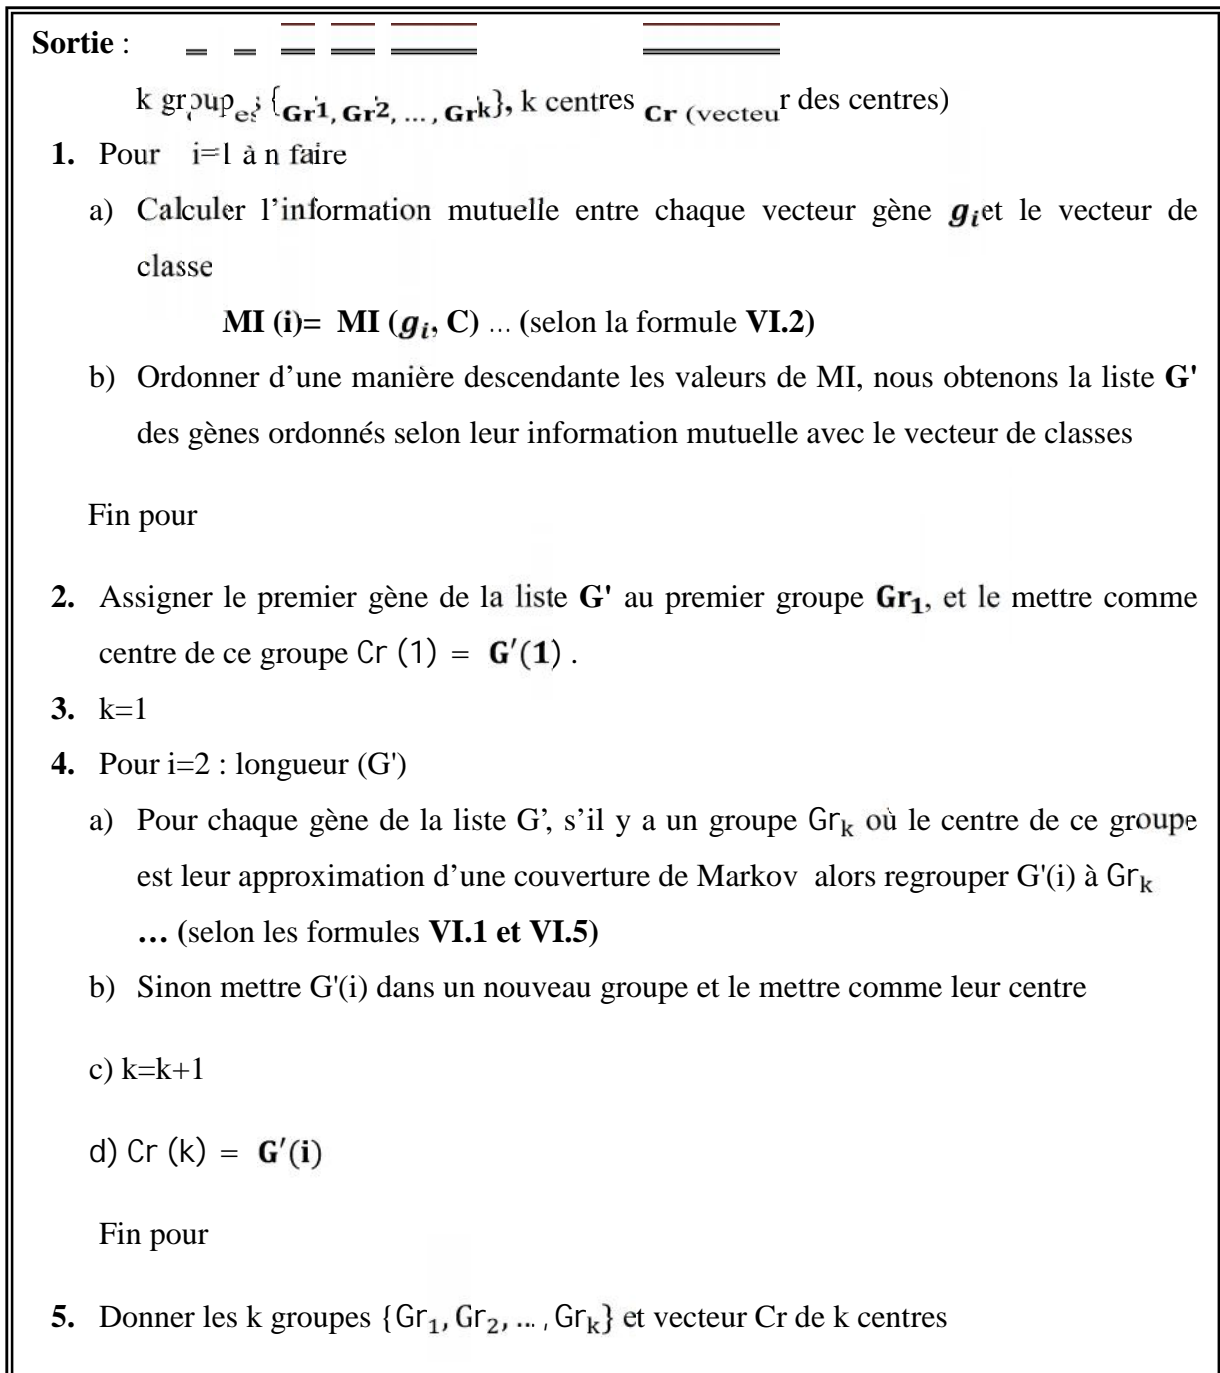 Sortie :
k groupes {Gr1, Gr2, ... , Grk}, k centres Cr (vecteur des centres)
1. Pour i=1 à n faire
a) Calculer l’information mutuelle entre chaque vecteur gène gi et le vecteur de
classe
MI (i)= MI (gi, C) ... (selon la formule VI.2)
b) Ordonner d’une manière descendante les valeurs de MI, nous obtenons la liste G'
des gènes ordonnés selon leur information mutuelle avec le vecteur de classes
Fin pour
2. Assigner le premier gène de la liste G' au premier groupe Gr₁, et le mettre comme
centre de ce groupe Cr (1) = G′(1) .
3. k=1
4. Pour i=2 : longueur (G')
a) Pour chaque gène de la liste G’, s’il y a un groupe Grₖ où le centre de ce groupe
est leur approximation d’une couverture de Markov alors regrouper G'(i) à Grₖ
... (selon les formules VI.1 et VI.5)
b) Sinon mettre G'(i) dans un nouveau groupe et le mettre comme leur centre
c) k=k+1
d) Cr (k) = G′(i)
Fin pour
5. Donner les k groupes {Gr₁, Gr₂, ... , Grₖ} et vecteur Cr de k centres